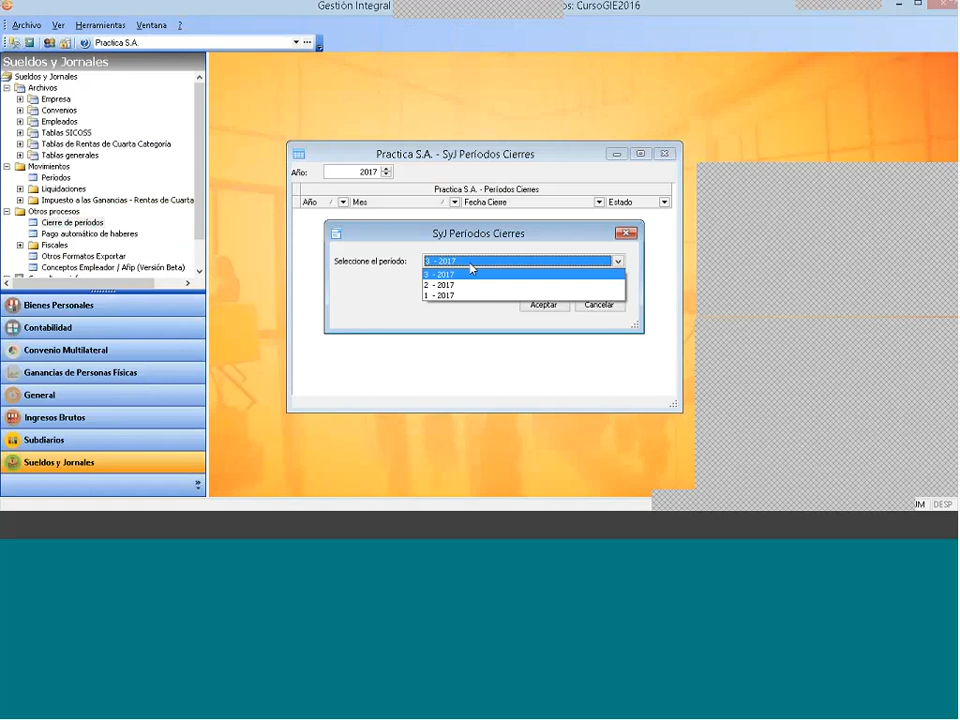 Gestión Integral
os: CursoGIE2016
Archivo Ver Herramientas Ventana ?
Practica S.A.
Sueldos y Jornales
Sueldos y Jornales
Archivos
Empresa
Convenios
Empleados
Tablas SICOSS
Tablas de Rentas de Cuarta Categoría
Tablas generales
Movimientos
Períodos
Liquidaciones
Impuesto a las Ganancias - Rentas de Cuarta
Otros procesos
Cierre de períodos
Pago automático de haberes
Fiscales
Otros Formatos Exportar
Conceptos Empleador / Afip (Versión Beta)
Bienes Personales
Contabilidad
Convenio Multilateral
Ganancias de Personas Físicas
General
Ingresos Brutos
Subdiarios
Sueldos y Jornales
Practica S.A. - SyJ Períodos Cierres
Año: 2017
Practica S.A. - Períodos Cierres
Año Mes Fecha Cierre Estado
SyJ Períodos Cierres
Seleccione el período: 3 - 2017
3 - 2017
2 - 2017
1 - 2017
Aceptar Cancelar
DESP